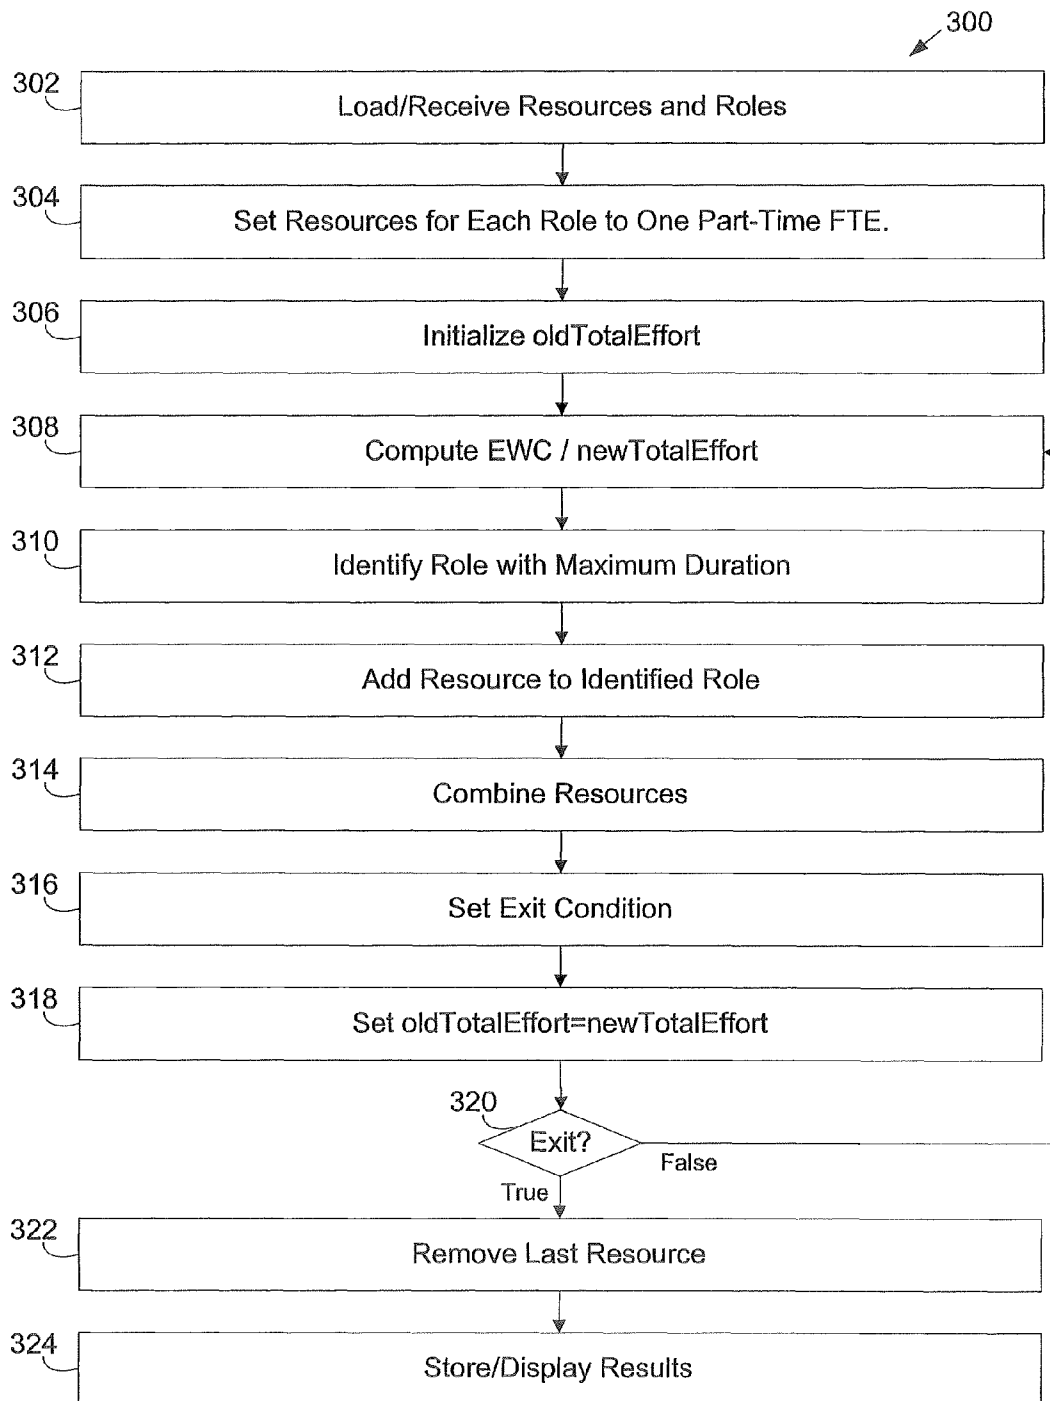 300
302
Load/Receive Resources and Roles
304
Set Resources for Each Role to One Part-Time FTE.
306
Initialize oldTotalEffort
308
Compute EWC / newTotalEffort
310
Identify Role with Maximum Duration
312
Add Resource to Identified Role
314
Combine Resources
316
Set Exit Condition
318
Set oldTotalEffort=newTotalEffort
320
Exit?
False
True
322
Remove Last Resource
324
Store/Display Results